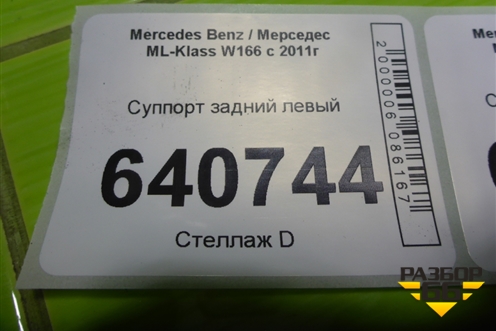 Mercedes Benz / Мерседес
ML-Klass W166 с 2011г
Суппорт задний левый
640744
Стеллаж D
2000006086167
РАЗБОР